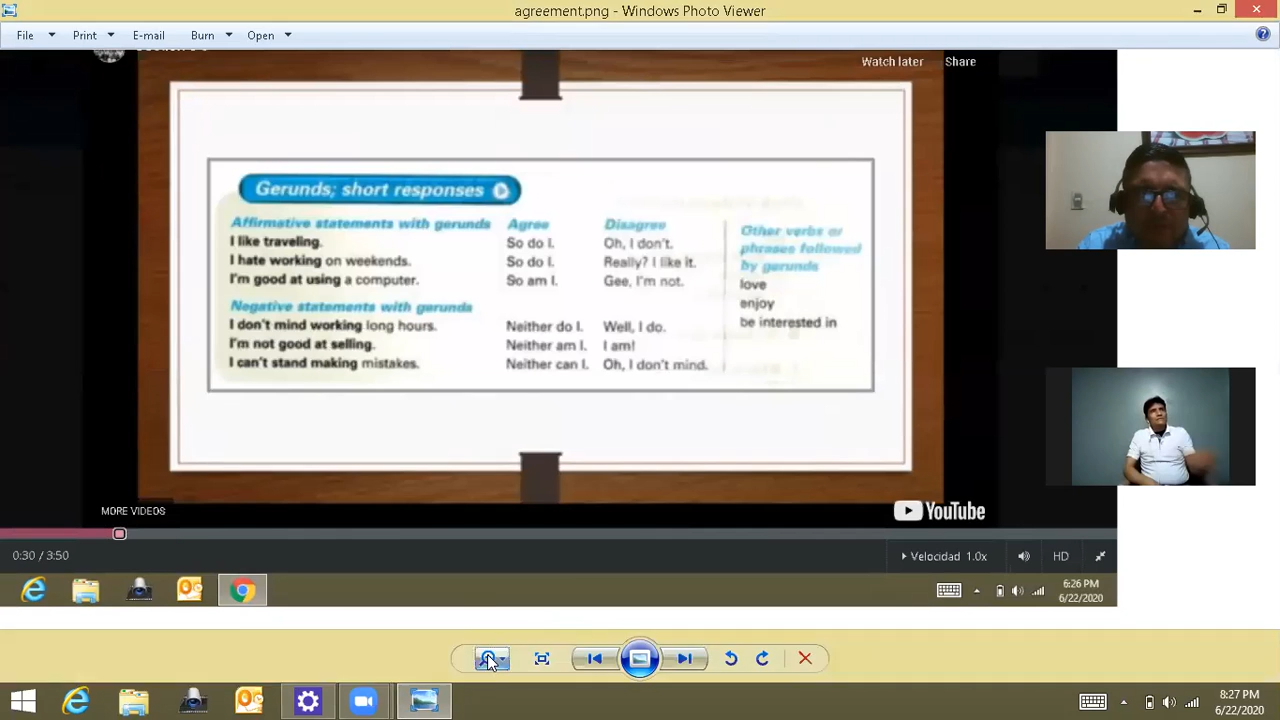 agreement.png - Windows Photo Viewer
File Print E-mail Burn Open
Watch later Share
Gerunds; short responses
Affirmative statements with gerunds Agree Disagree
I like traveling. So do I. Oh, I don't.
I hate working on weekends. So do I. Really? I like it.
I'm good at using a computer. So am I. Gee, I'm not.
Negative statements with gerunds
I don't mind working long hours. Neither do I. Well, I do.
I'm not good at selling. Neither am I. I am!
I can't stand making mistakes. Neither can I. Oh, I don't mind.
Other verbs or
phrases followed
by gerunds
love
enjoy
be interested in
MORE VIDEOS
YouTube
0:30 / 3:50
Velocidad 1.0x
HD
6:26 PM
6/22/2020
8:27 PM
6/22/2020